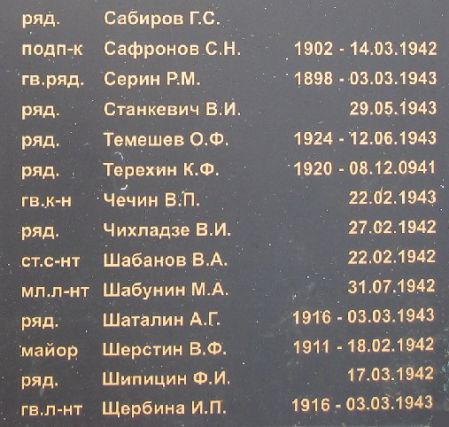 ряд. Сабиров Г.С.
подп-к Сафронов С.Н. 1902 - 14.03.1942
гв.ряд. Серин Р.М. 1898 - 03.03.1943
ряд. Станкевич В.И. 29.05.1943
ряд. Темешев О.Ф. 1924 - 12.06.1943
ряд. Терехин К.Ф. 1920 - 08.12.0941
гв.к-н Чечин В.П. 22.02.1943
ряд. Чихладзе В.И. 27.02.1942
ст.с-нт Шабанов В.А. 22.02.1942
мл.л-нт Шабунин М.А. 31.07.1942
ряд. Шаталин А.Г. 1916 - 03.03.1943
майор Шерстин В.Ф. 1911 - 18.02.1942
ряд. Шипицин Ф.И. 17.03.1942
гв.л-нт Щербина И.П. 1916 - 03.03.1943